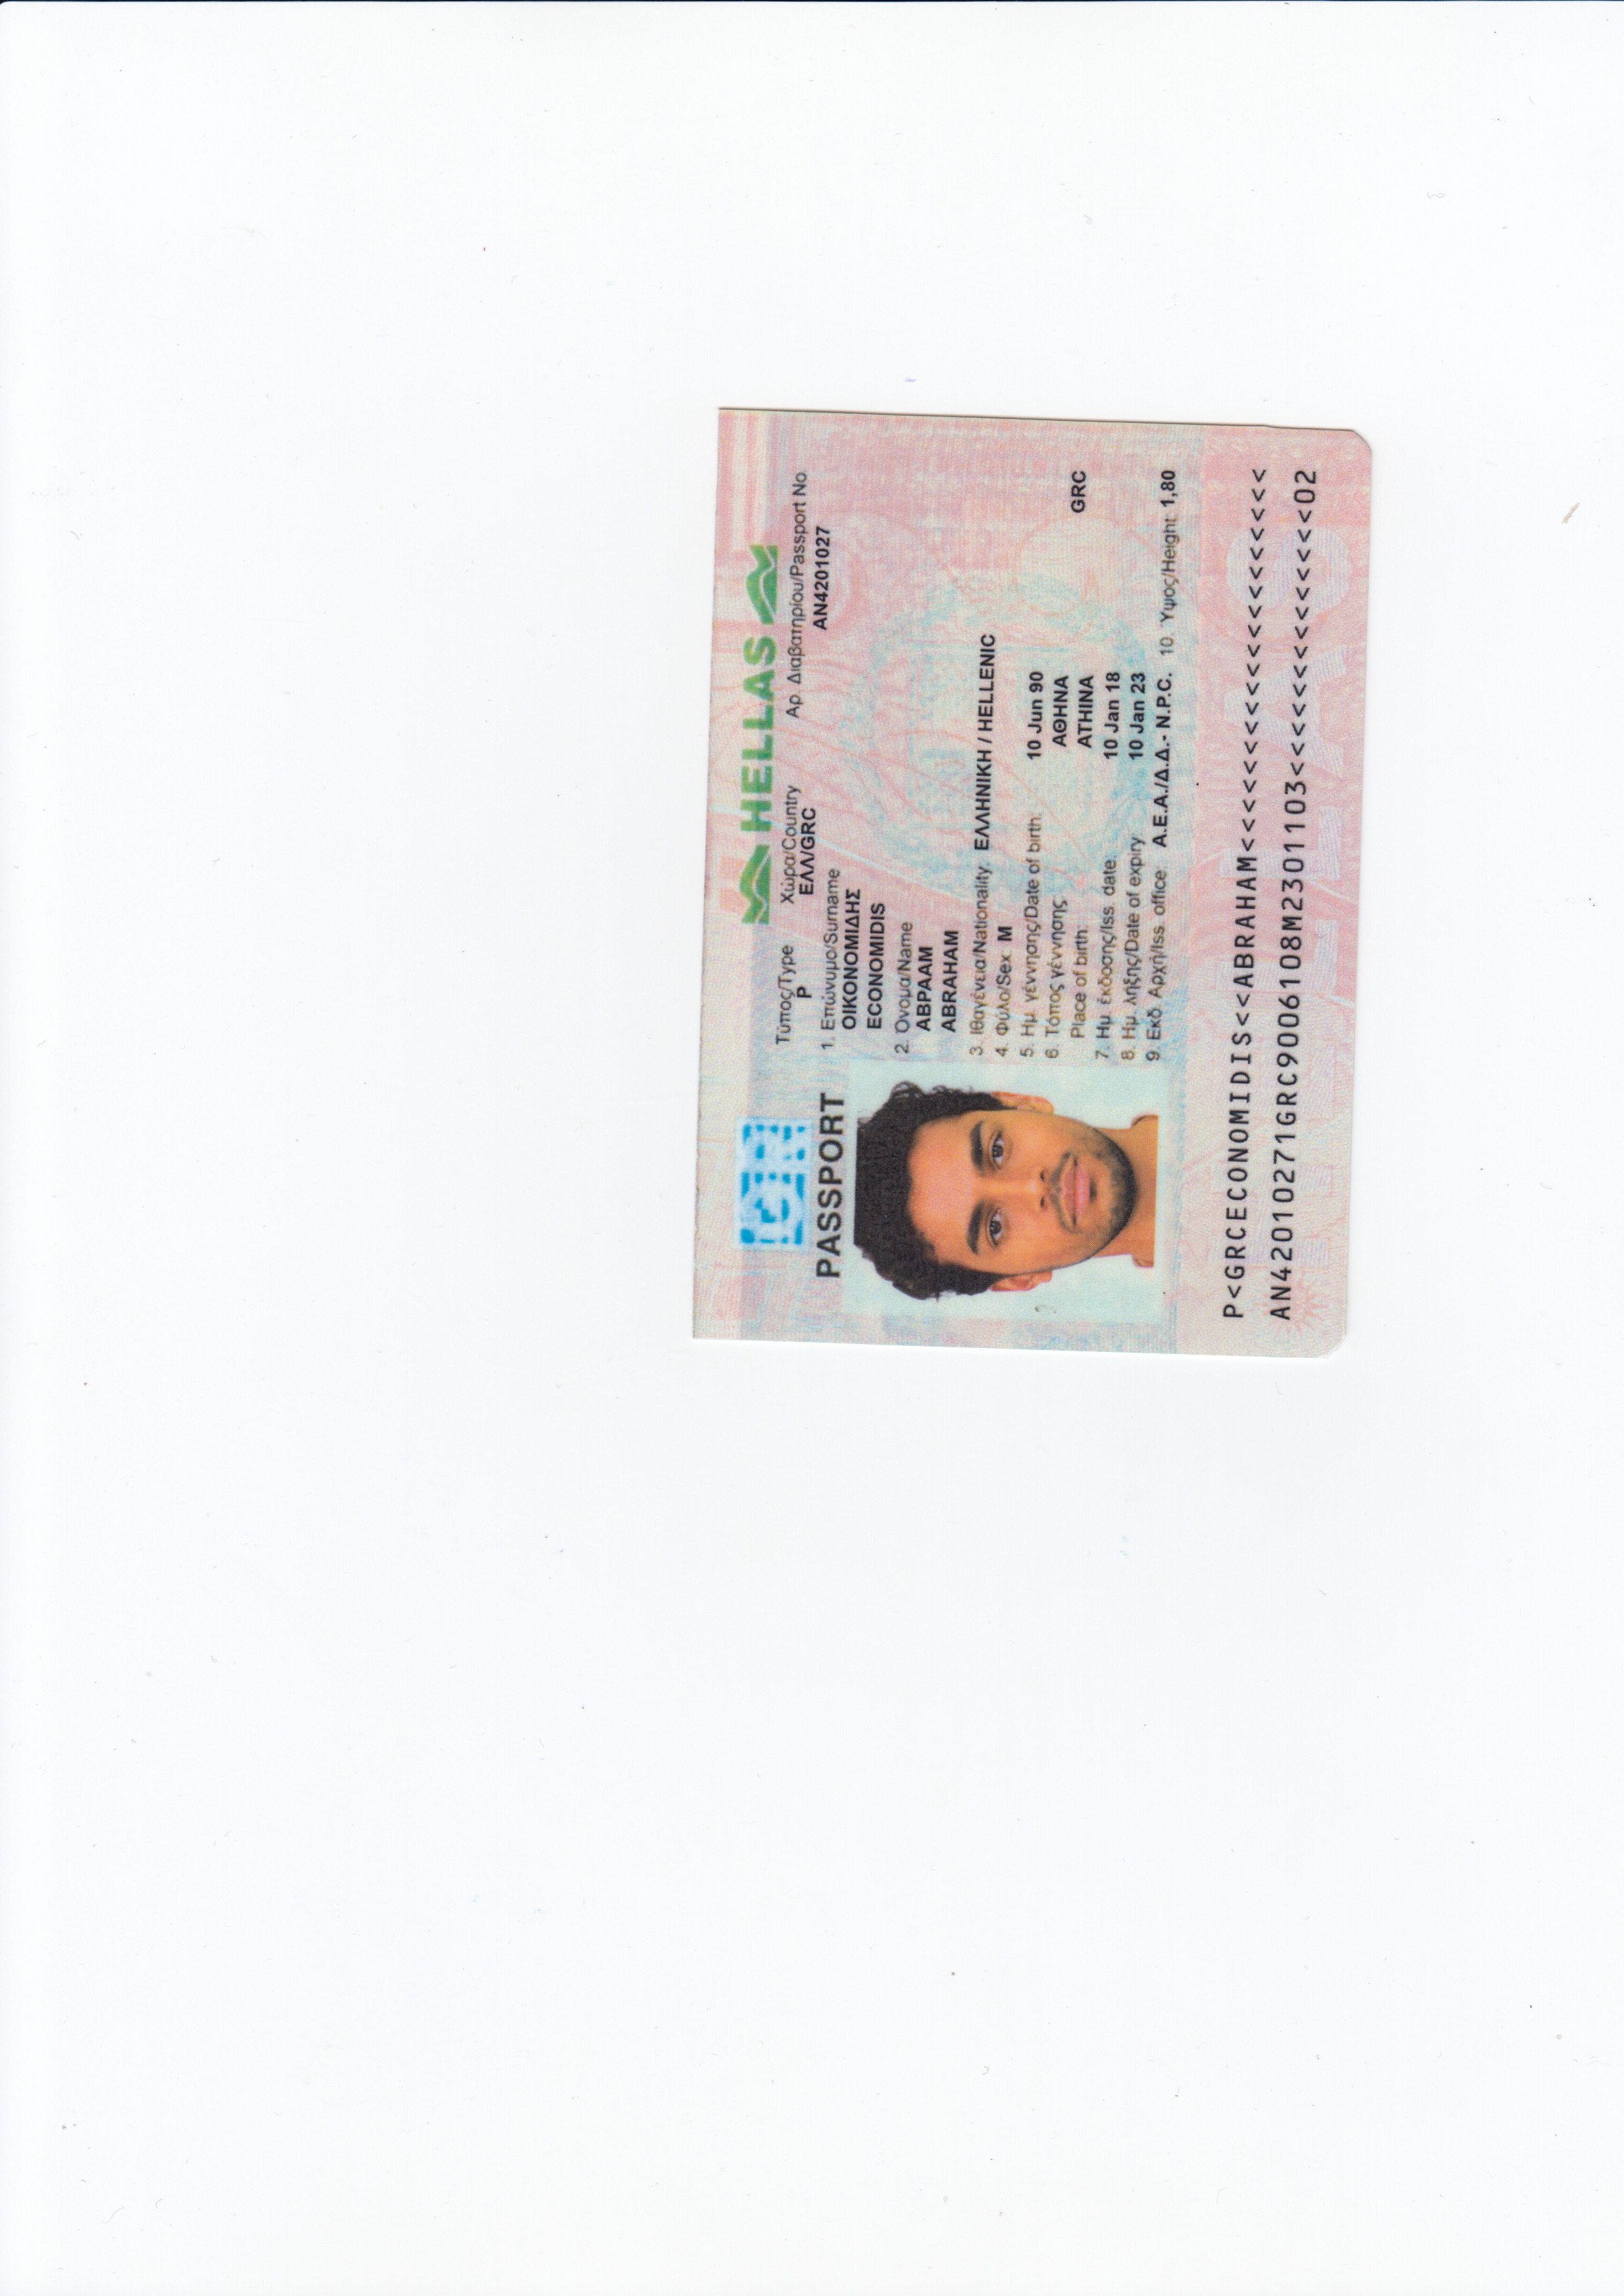 HELLAS
PASSPORT
Τύπος/Type Χώρα/Country Αρ. Διαβατηρίου/Passport No
P ΕΛΛ/GRC AN4201027
1. Επώνυμο/Surname
ΟΙΚΟΝΟΜΙΔΗΣ
ECONOMIDIS
2. Όνομα/Name
ΑΒΡΑΑΜ
ABRAHAM
3. Ιθαγένεια/Nationality. ΕΛΛΗΝΙΚΗ / HELLENIC
4. Φύλο/Sex. M
5. Ημ. γέννησης/Date of birth. 10 Jun 90
6. Τόπος γέννησης ΑΘΗΝΑ
Place of birth: ATHINA GRC
7. Ημ. έκδοσης/Iss. date. 10 Jan 18
8. Ημ. λήξης/Date of expiry 10 Jan 23
9. Εκδ. Αρχή/Iss. office: Α.Ε.Α./Δ.Δ.- N.P.C. 10. Ύψος/Height. 1,80
P<GRCECONOMIDIS<<ABRAHAM<<<<<<<<<<<<<<<<<<<<
AN42010271GRC9006108M2301103<<<<<<<<<<<<<<02